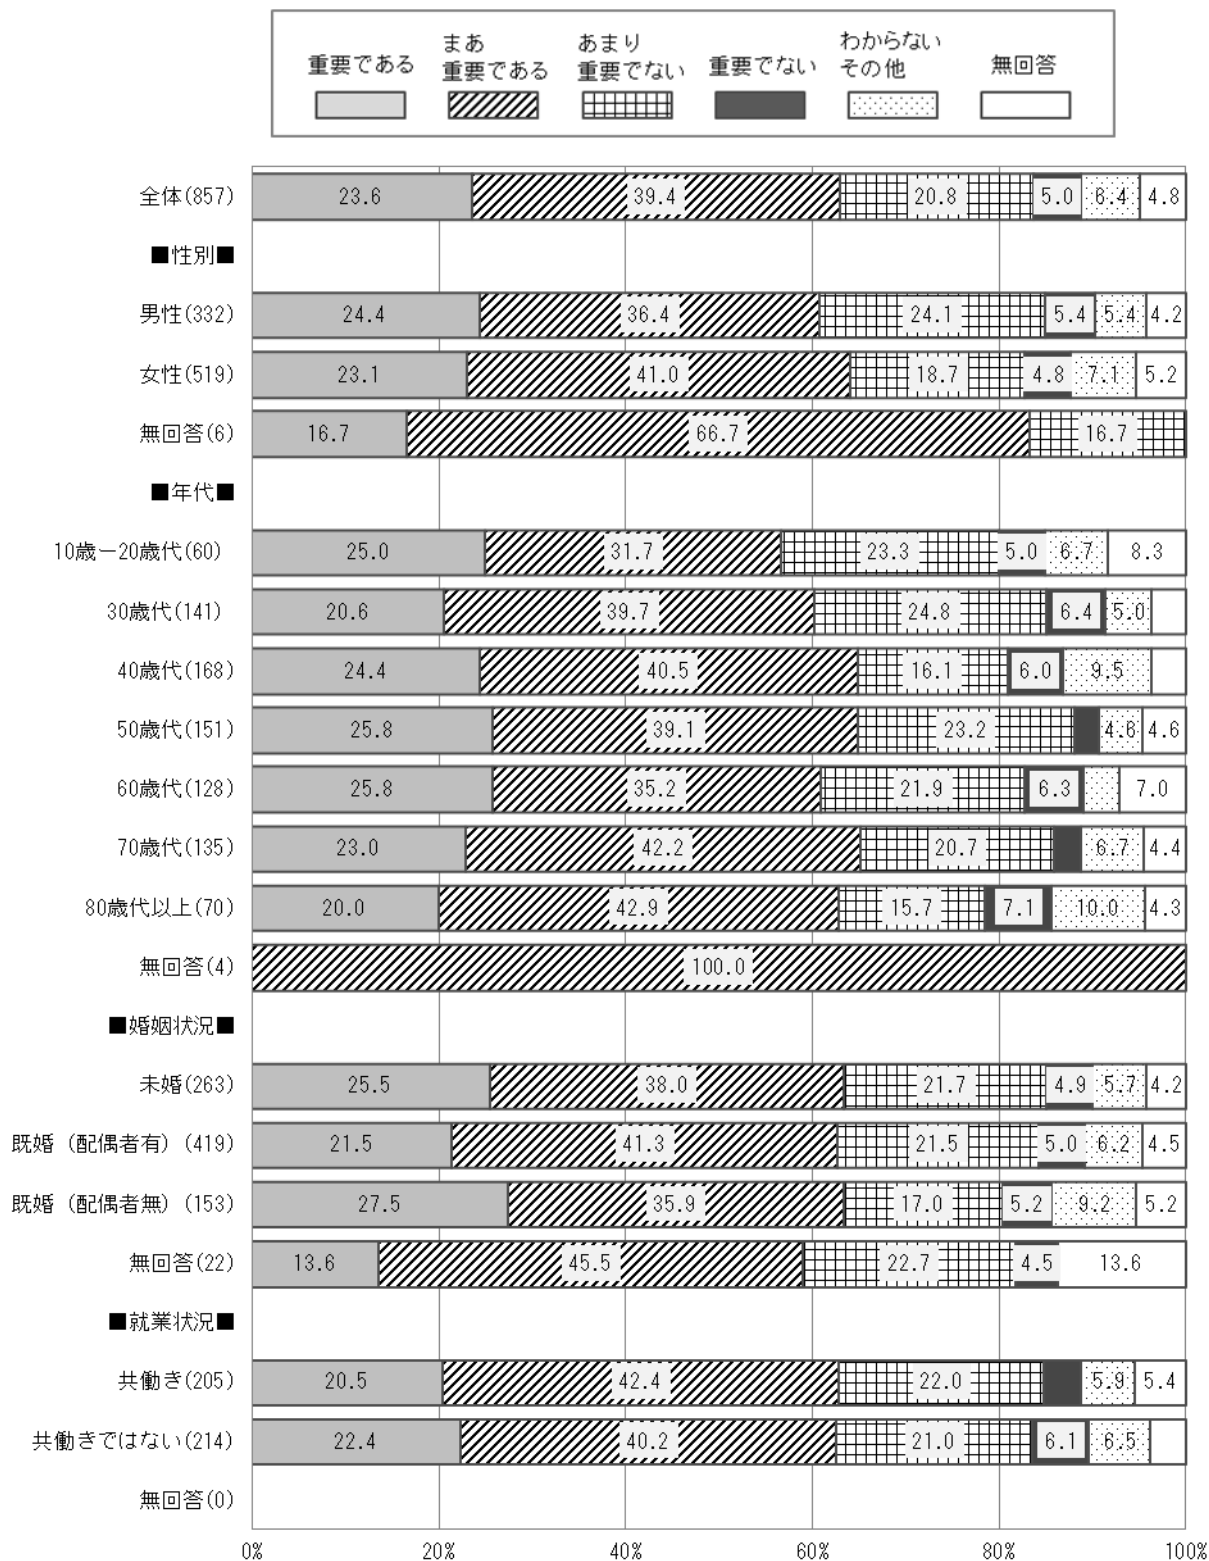 重要である
まあ
重要である
あまり
重要でない
重要でない
わからない
その他
無回答
全体(857) 23.6 39.4 20.8 5.0 6.4 4.8
■性別■
男性(332) 24.4 36.4 24.1 5.4 5.4 4.2
女性(519) 23.1 41.0 18.7 4.8 7.1 5.2
無回答(6) 16.7 66.7 16.7
■年代■
10歳ー20歳代(60) 25.0 31.7 23.3 5.0 6.7 8.3
30歳代(141) 20.6 39.7 24.8 6.4 5.0
40歳代(168) 24.4 40.5 16.1 6.0 9.5
50歳代(151) 25.8 39.1 23.2 4.6 4.6
60歳代(128) 25.8 35.2 21.9 6.3 7.0
70歳代(135) 23.0 42.2 20.7 6.7 4.4
80歳代以上(70) 20.0 42.9 15.7 7.1 10.0 4.3
無回答(4) 100.0
■婚姻状況■
未婚(263) 25.5 38.0 21.7 4.9 5.7 4.2
既婚（配偶者有）(419) 21.5 41.3 21.5 5.0 6.2 4.5
既婚（配偶者無）(153) 27.5 35.9 17.0 5.2 9.2 5.2
無回答(22) 13.6 45.5 22.7 4.5 13.6
■就業状況■
共働き(205) 20.5 42.4 22.0 5.9 5.4
共働きではない(214) 22.4 40.2 21.0 6.1 6.5
無回答(0)
0% 20% 40% 60% 80% 100%